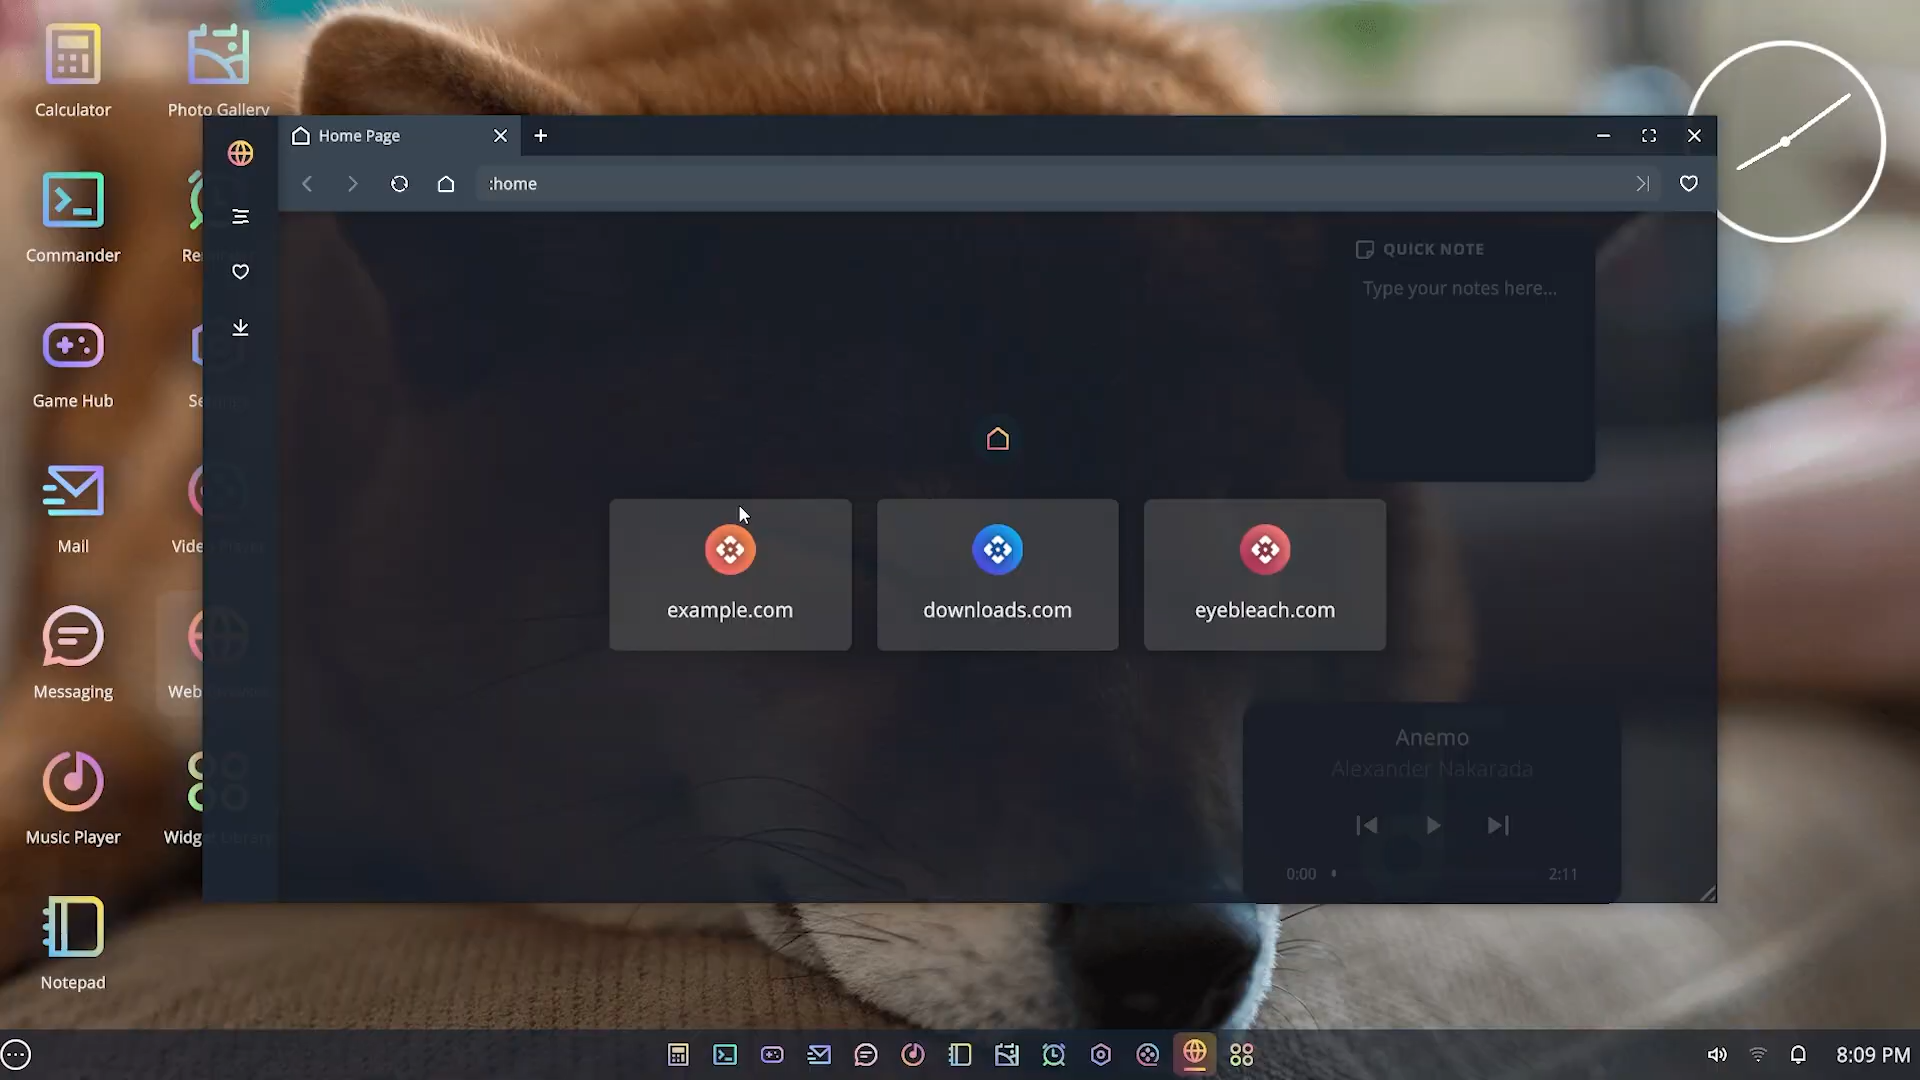 Calculator
Photo Gallery
Commander
Game Hub
Mail
Messaging
Music Player
Notepad
Home Page
:home
QUICK NOTE
Type your notes here...
example.com
downloads.com
eyebleach.com
Anemo
Alexander Nakarada
0:00
2:11
8:09 PM